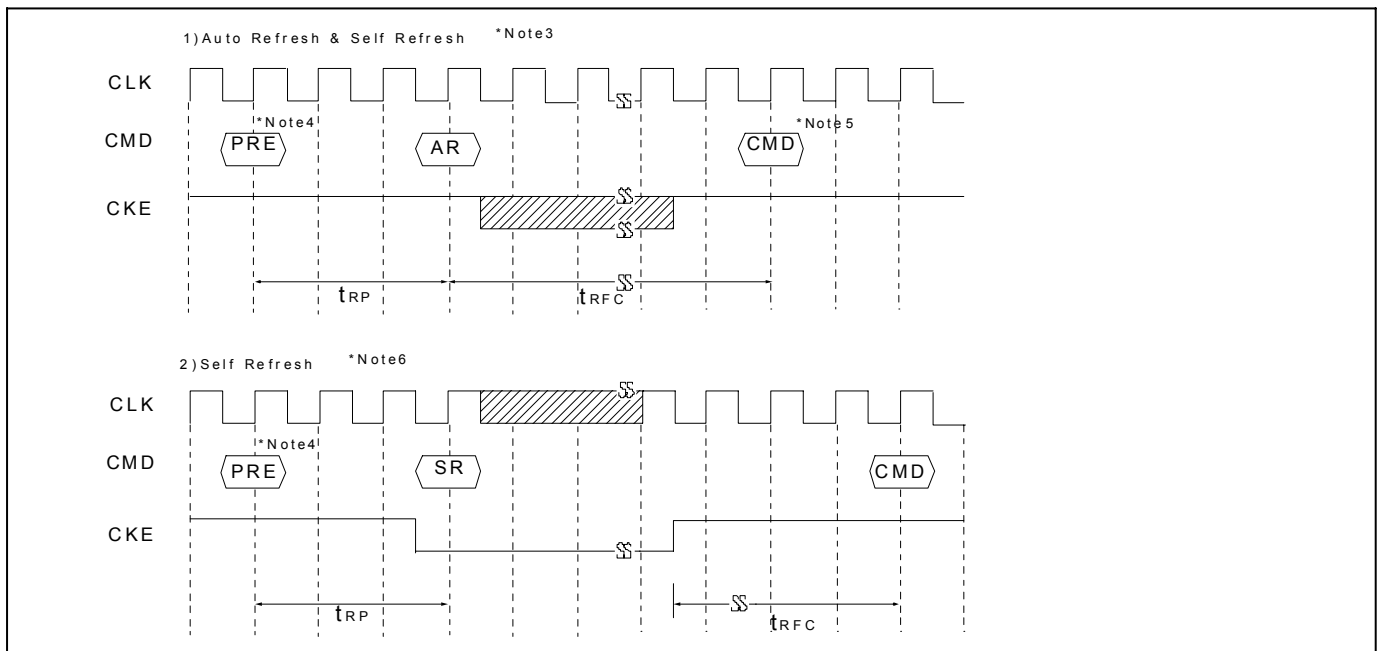 1)Auto Refresh & Self Refresh *Note3
CLK
*Note4 *Note5
CMD PRE AR CMD
CKE
tRP tRFC
2)Self Refresh *Note6
CLK
*Note4
CMD PRE SR CMD
CKE
tRP tRFC